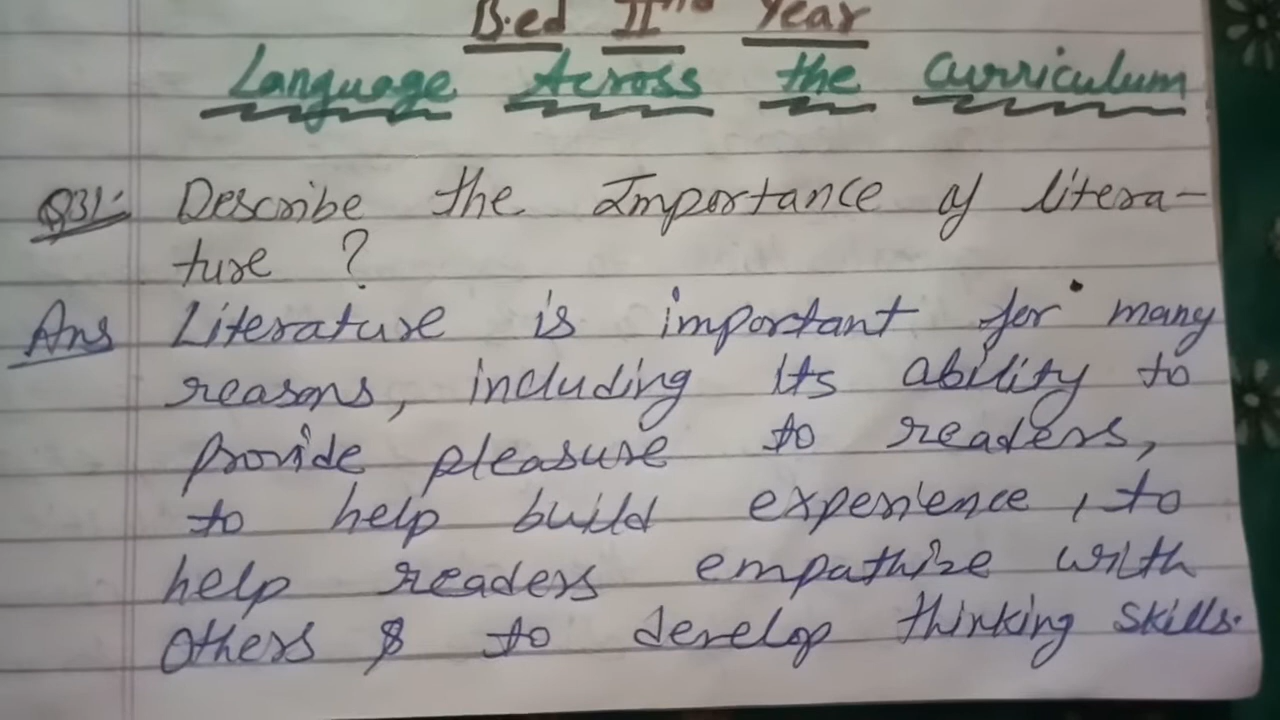 B.ed IInd Year
Language Across the Curriculum
Q31:- Describe the Importance of litera-
ture ?
Ans Literature is important for many
reasons, including its ability to
provide pleasure to readers,
to help build experience, to
help readers empathize with
others & to develop thinking skills.